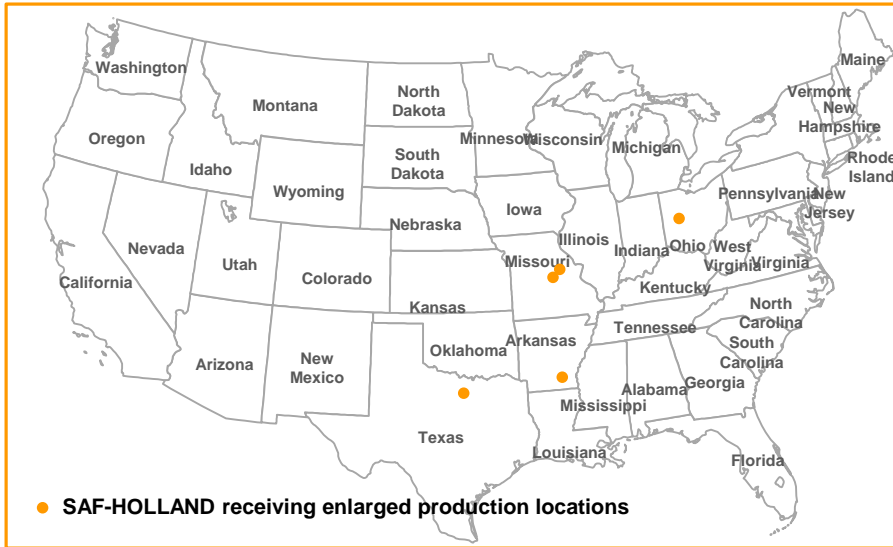 Maine
Washington
Vermont
North
Dakota
Montana
New
Hampshire
Oregon
Minnesota
Wisconsin
Michigan
South
Dakota
Rhode
Island
Idaho
Wyoming
Pennsylvania
New
Jersey
Iowa
Nebraska
Illinois
Ohio
Indiana
West
Virginia
Nevada
Utah
Missouri
Virginia
Colorado
California
Kentucky
Kansas
North
Carolina
Tennessee
Arkansas
South
Carolina
Oklahoma
Arizona
New
Mexico
Georgia
Alabama
Mississippi
Texas
Louisiana
Florida
SAF-HOLLAND receiving enlarged production locations